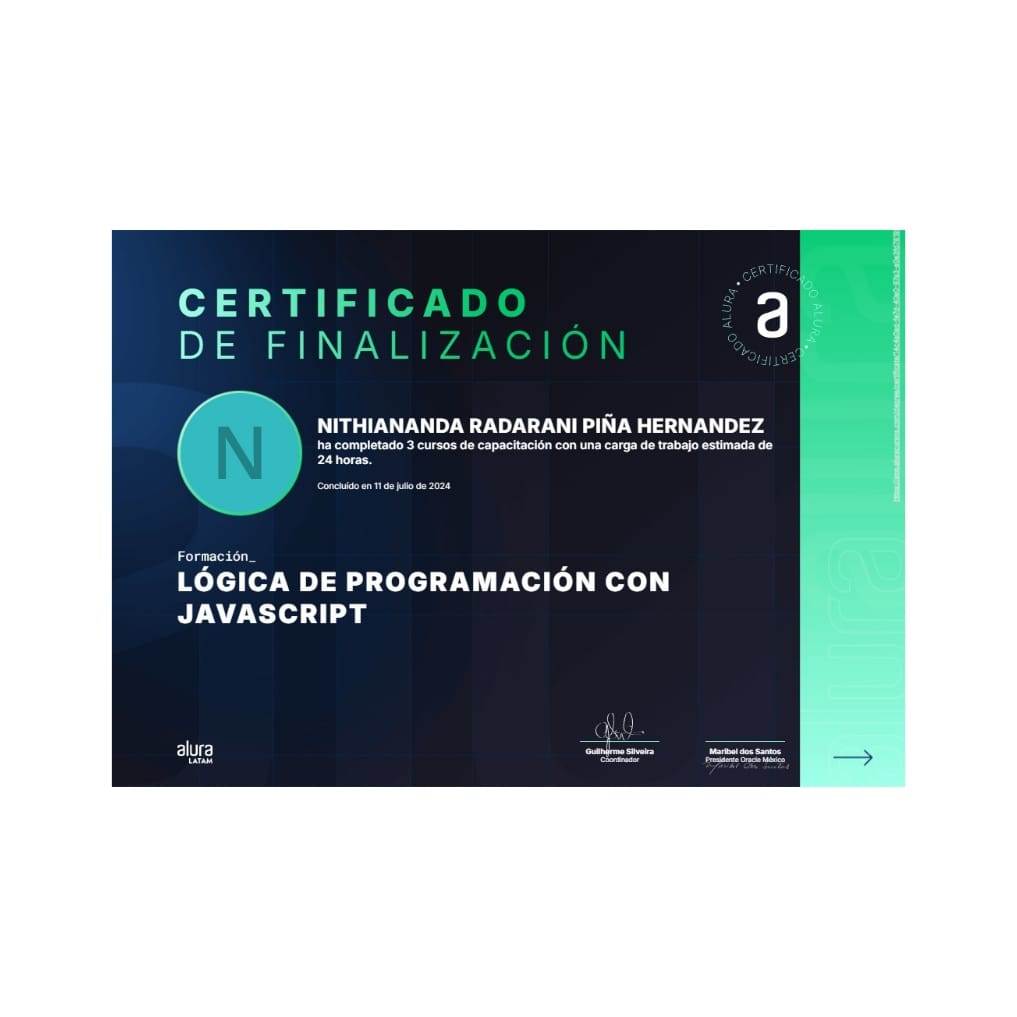 CERTIFICADO
DE FINALIZACIÓN
CERTIFICADO ALURA • CERTIFICADO ALURA •
a
N
NITHIANANDA RADARANI PIÑA HERNANDEZ
ha completado 3 cursos de capacitación con una carga de trabajo estimada de
24 horas.
Concluído en 11 de julio de 2024
Formación_
LÓGICA DE PROGRAMACIÓN CON
JAVASCRIPT
alura
LATAM
Guilherme Silveira
Coordinador
Maribel dos Santos
Presidente Oracle México
alura